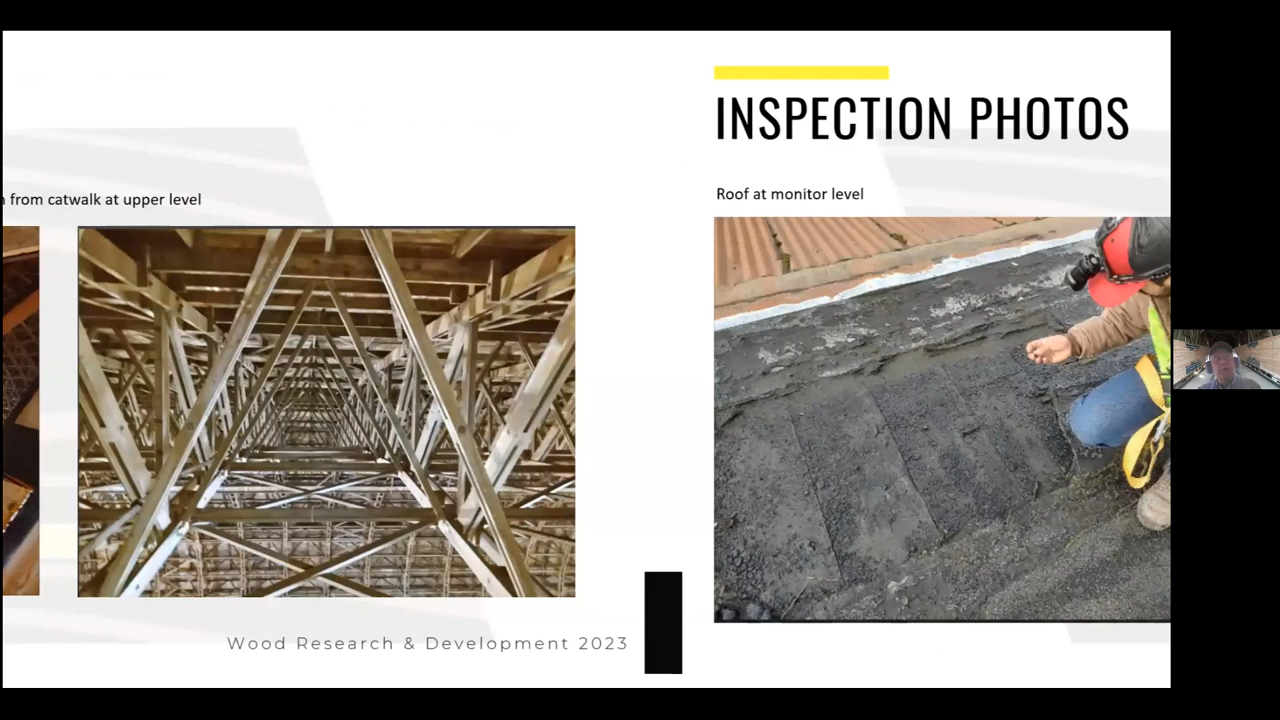 from catwalk at upper level
Wood Research & Development 2023
INSPECTION PHOTOS
Roof at monitor level